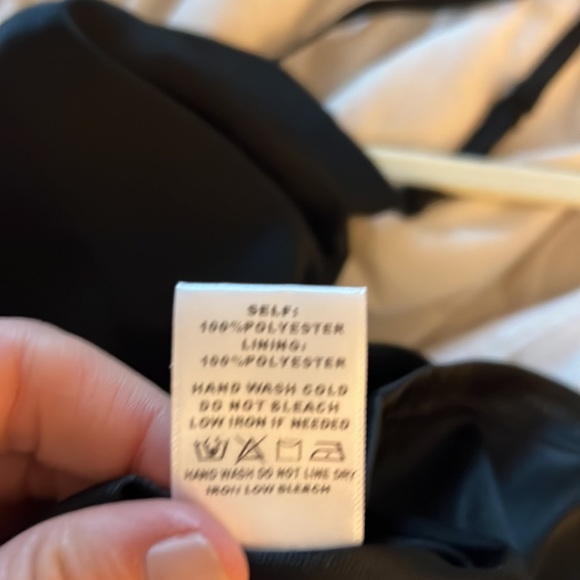 SELF:
100%POLYESTER
LINING:
100%POLYESTER
HAND WASH COLD
DO NOT BLEACH
LOW IRON IF NEEDED
HAND WASH DO NOT LINE DRY
IRON LOW BLEACH